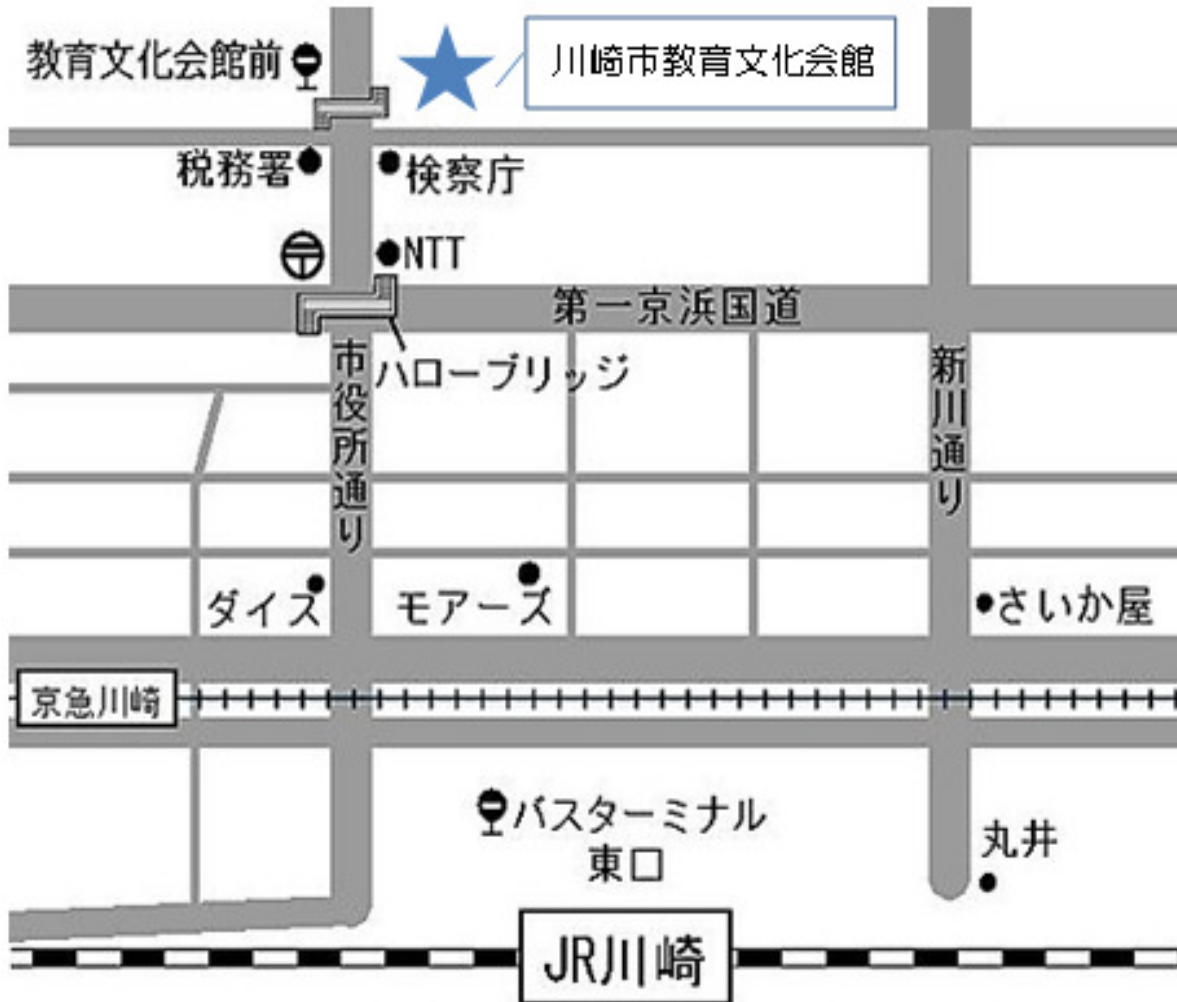 教育文化会館前
川崎市教育文化会館
税務署
検察庁
〒
NTT
第一京浜国道
ハローブリッジ
市役所通り
新川通り
ダイス
モアーズ
さいか屋
京急川崎
バスターミナル
東口
丸井
JR川崎